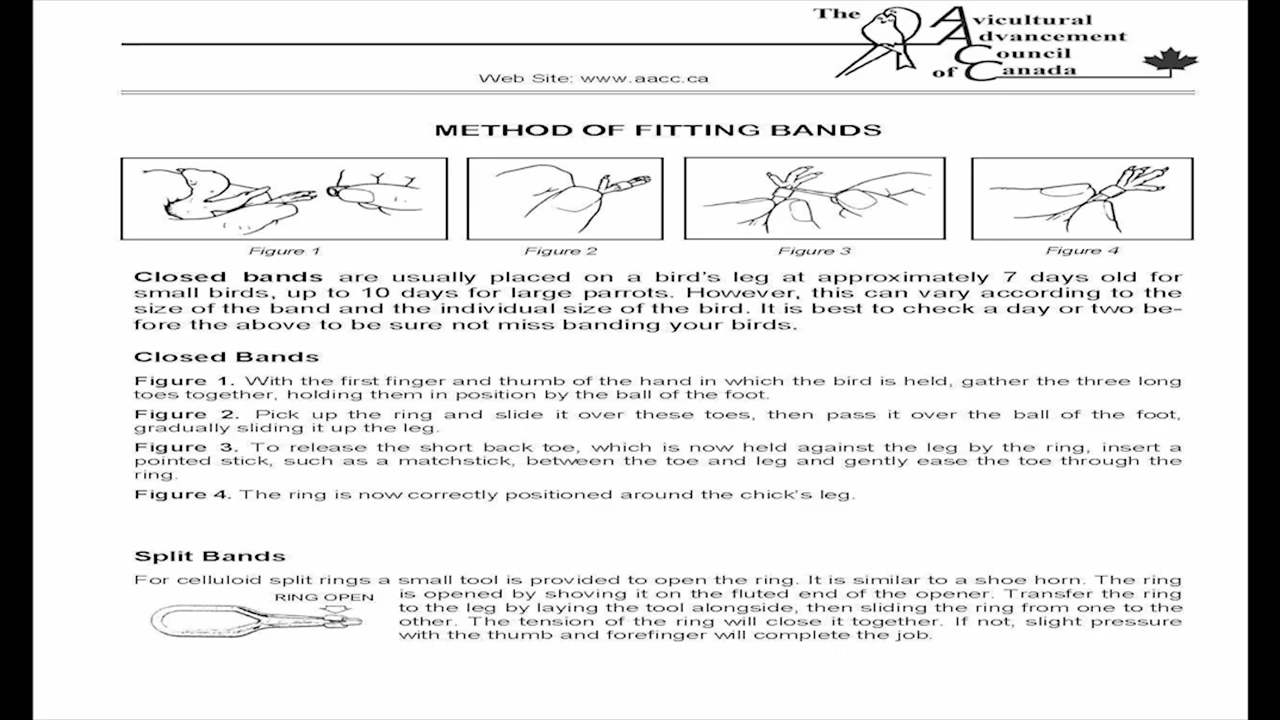 The Avicultural
Advancement
Council
of Canada
Web Site: www.aacc.ca
METHOD OF FITTING BANDS
Figure 1
Figure 2
Figure 3
Figure 4
Closed bands are usually placed on a bird's leg at approximately 7 days old for
small birds, up to 10 days for large parrots. However, this can vary according to the
size of the band and the individual size of the bird. It is best to check a day or two be-
fore the above to be sure not miss banding your birds.
Closed Bands
Figure 1. With the first finger and thumb of the hand in which the bird is held, gather the three long
toes together, holding them in position by the ball of the foot.
Figure 2. Pick up the ring and slide it over these toes, then pass it over the ball of the foot,
gradually sliding it up the leg.
Figure 3. To release the short back toe, which is now held against the leg by the ring, insert a
pointed stick, such as a matchstick, between the toe and leg and gently ease the toe through the
ring.
Figure 4. The ring is now correctly positioned around the chick's leg.
Split Bands
For celluloid split rings a small tool is provided to open the ring. It is similar to a shoe horn. The ring
RING OPEN
is opened by shoving it on the fluted end of the opener. Transfer the ring
to the leg by laying the tool alongside, then sliding the ring from one to the
other. The tension of the ring will close it together. If not, slight pressure
with the thumb and forefinger will complete the job.